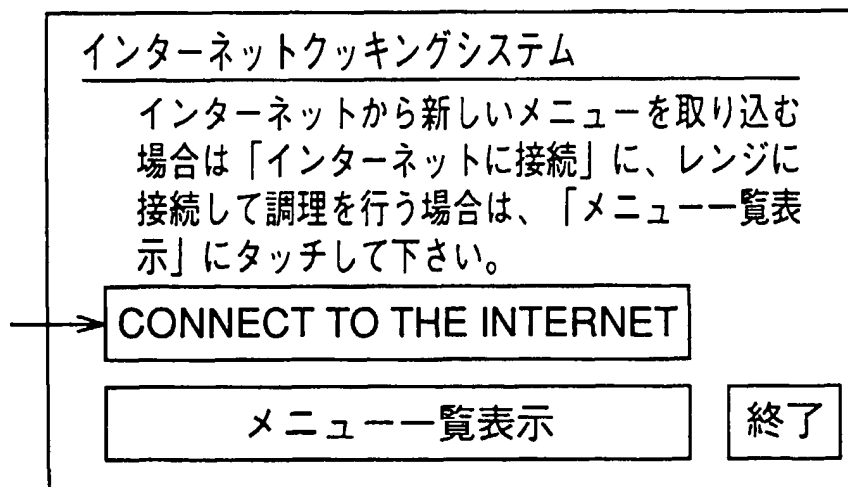 インターネットクッキングシステム
インターネットから新しいメニューを取り込む
場合は「インターネットに接続」に、レンジに
接続して調理を行う場合は、「メニュー一覧表
示」にタッチして下さい。
CONNECT TO THE INTERNET
メニュー一覧表示
終了